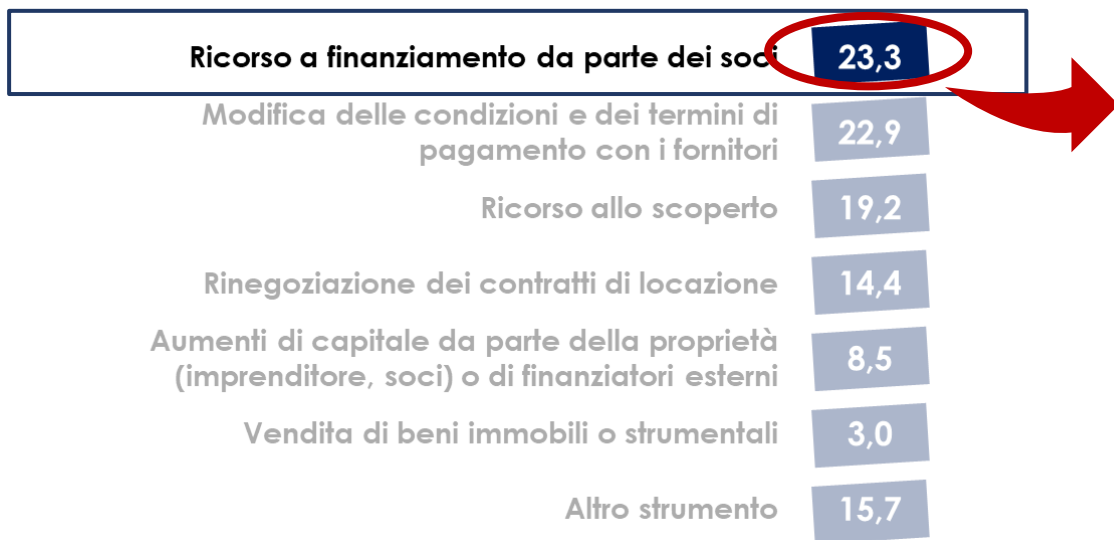 Ricorso a finanziamento da parte dei soci 23,3
Modifica delle condizioni e dei termini di
pagamento con i fornitori 22,9
Ricorso allo scoperto 19,2
Rinegoziazione dei contratti di locazione 14,4
Aumenti di capitale da parte della proprietà
(imprenditore, soci) o di finanziatori esterni 8,5
Vendita di beni immobili o strumentali 3,0
Altro strumento 15,7